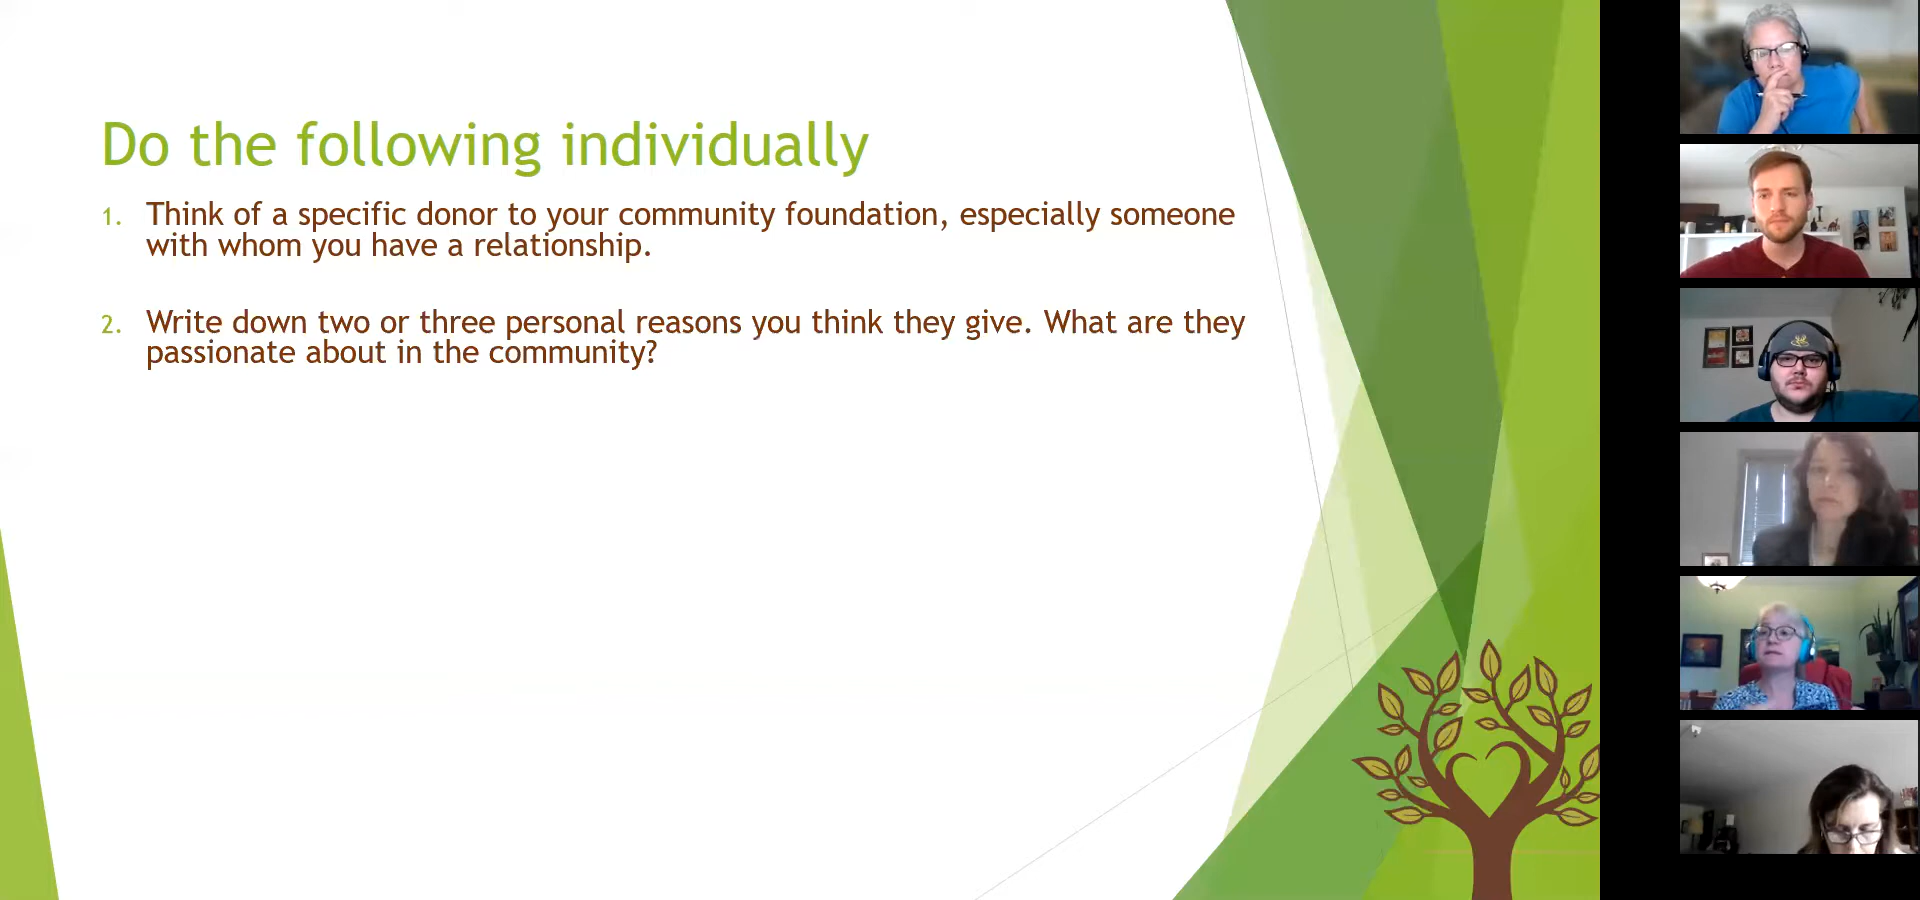 Do the following individually
1. Think of a specific donor to your community foundation, especially someone
with whom you have a relationship.
2. Write down two or three personal reasons you think they give. What are they
passionate about in the community?